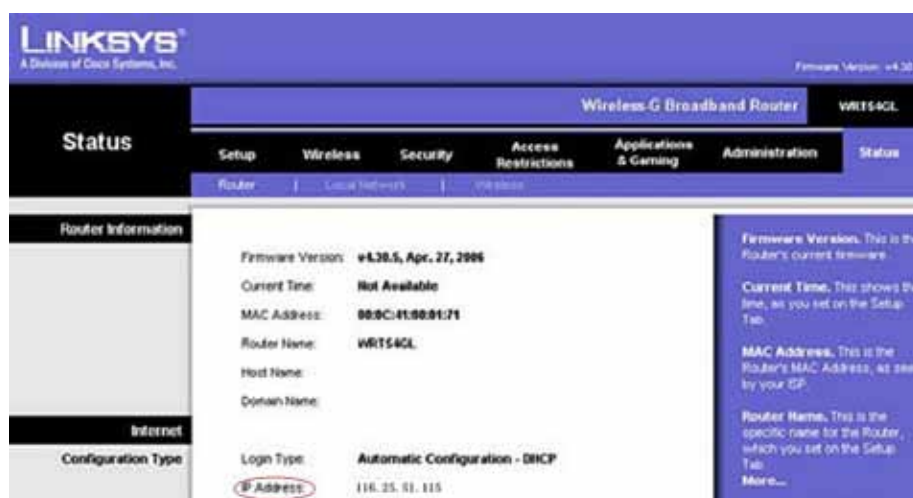 LINKSYS®
A Division of Cisco Systems, Inc.
Firmware Version: v4.30
Wireless-G Broadband Router
WRT54GL
Status
Setup
Wireless
Security
Access Restrictions
Applications & Gaming
Administration
Status
Router | Local Network | Wireless
Router Information
Firmware Version: v4.30.5, Apr. 27, 2006
Current Time: Not Available
MAC Address:
Router Name: WRT54GL
Host Name:
Domain Name:
Internet
Configuration Type
Login Type: Automatic Configuration - DHCP
IP Address: 116. 25. 51. 115
Firmware Version. This is the
Router's current firmware.
Current Time. This shows the
time, as you set on the Setup
Tab.
MAC Address. This is the
Router's MAC Address, as seen
by your ISP.
Router Name. This is the
specific name for the Router,
which you set on the Setup
Tab.
More...